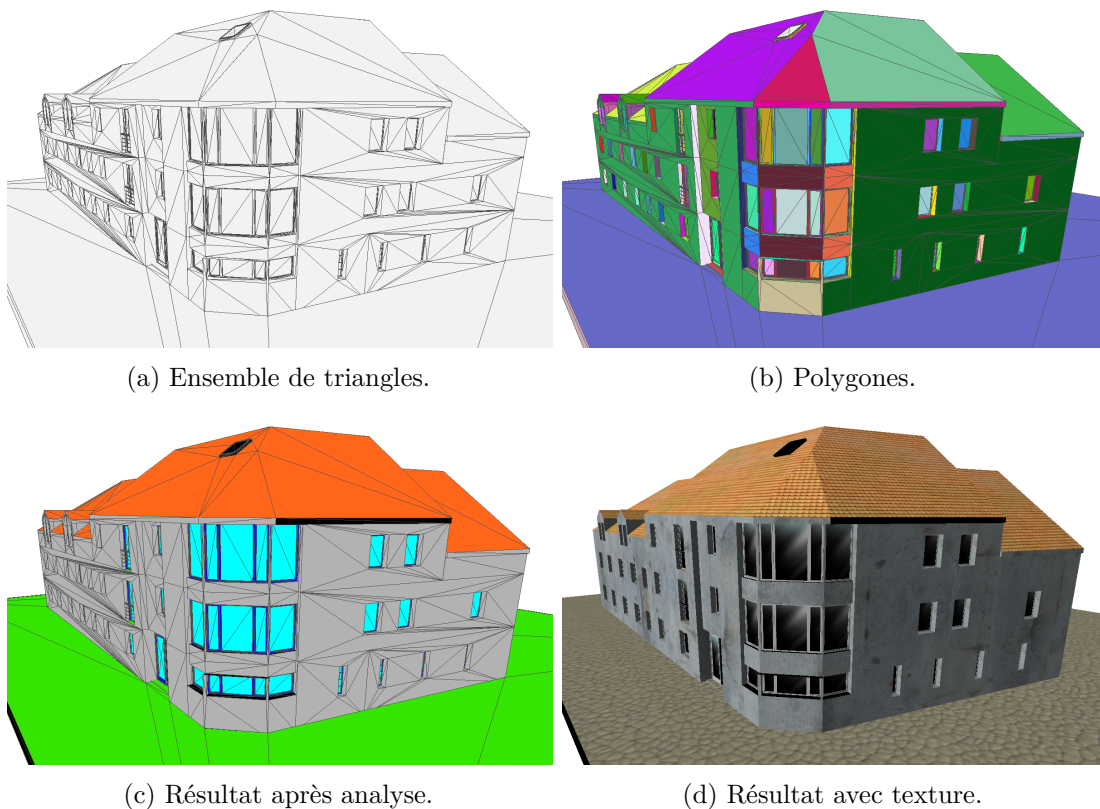 (a) Ensemble de triangles.
(b) Polygones.
(c) Résultat après analyse.
(d) Résultat avec texture.